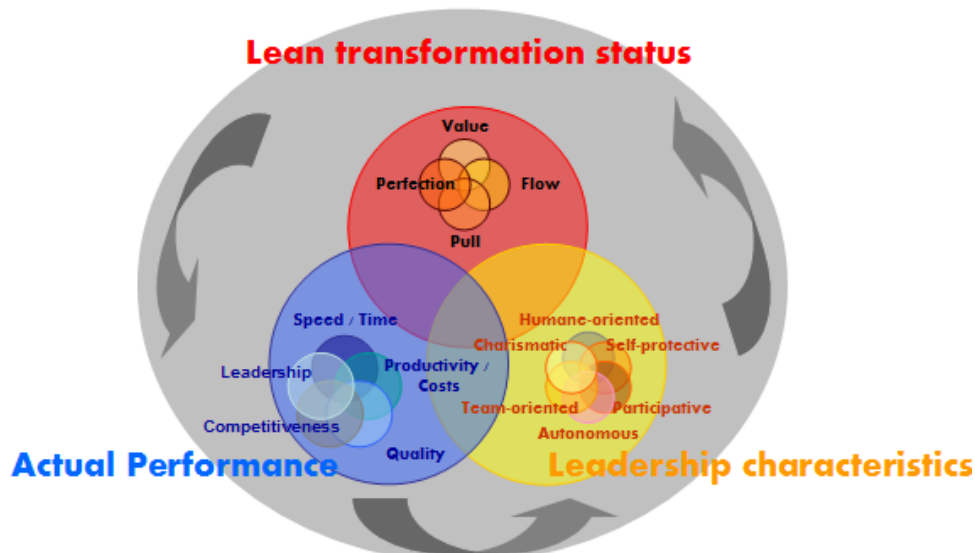 Lean transformation status
Value
Perfection
Flow
Pull
Speed / Time
Leadership
Productivity /
Costs
Competitiveness
Quality
Actual Performance
Humane-oriented
Charismatic
Self-protective
Team-oriented
Participative
Autonomous
Leadership characteristics